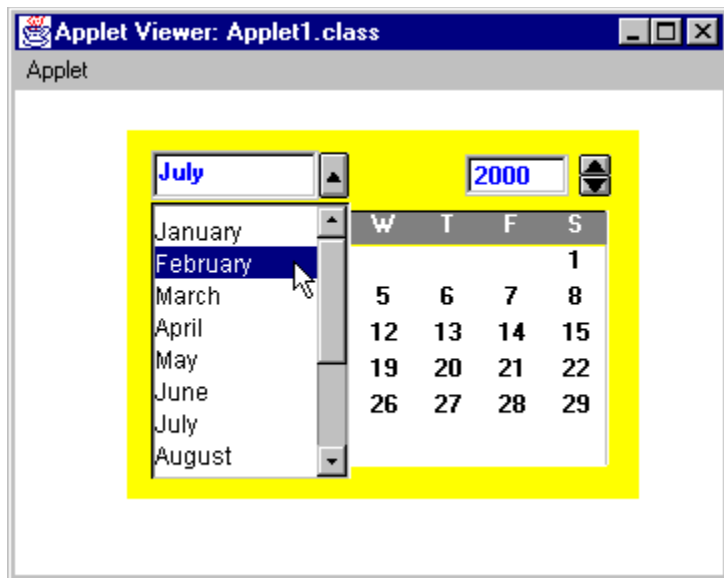 Applet Viewer: Applet1.class
Applet
July 2000
January
February
March
April
May
June
July
August
W T F S
1
5 6 7 8
12 13 14 15
19 20 21 22
26 27 28 29